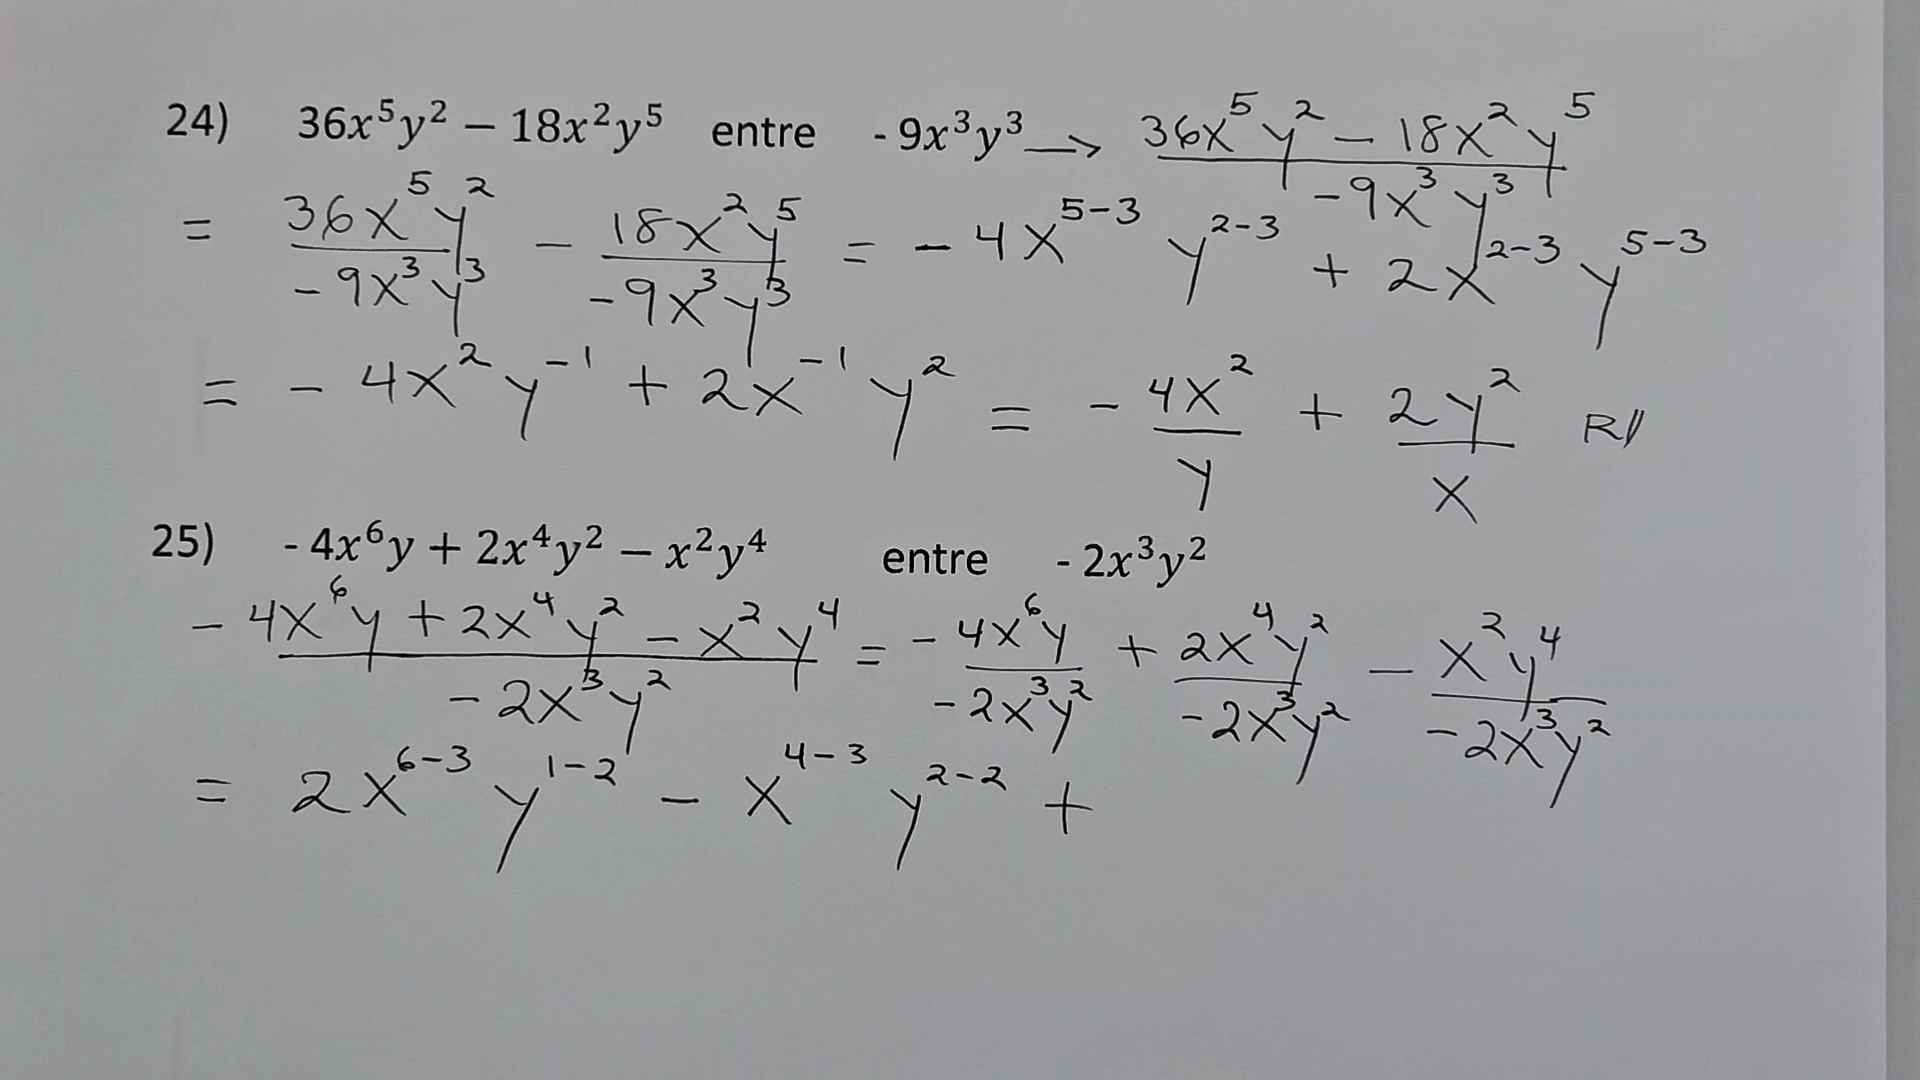 24) 36x⁵y² – 18x²y⁵ entre - 9x³y³ → (36x⁵y² – 18x²y⁵)/(-9x³y³)
= 36x⁵y²/(-9x³y³) – 18x²y⁵/(-9x³y³) = - 4x⁵⁻³ y²⁻³ + 2x²⁻³ y⁵⁻³
= - 4x²y⁻¹ + 2x⁻¹y² = - 4x²/y + 2y²/x R//
25) - 4x⁶y + 2x⁴y² – x²y⁴ entre - 2x³y²
(- 4x⁶y + 2x⁴y² – x²y⁴)/(-2x³y²) = - 4x⁶y/(-2x³y²) + 2x⁴y²/(-2x³y²) – x²y⁴/(-2x³y²)
= 2x⁶⁻³ y¹⁻² – x⁴⁻³ y²⁻² +